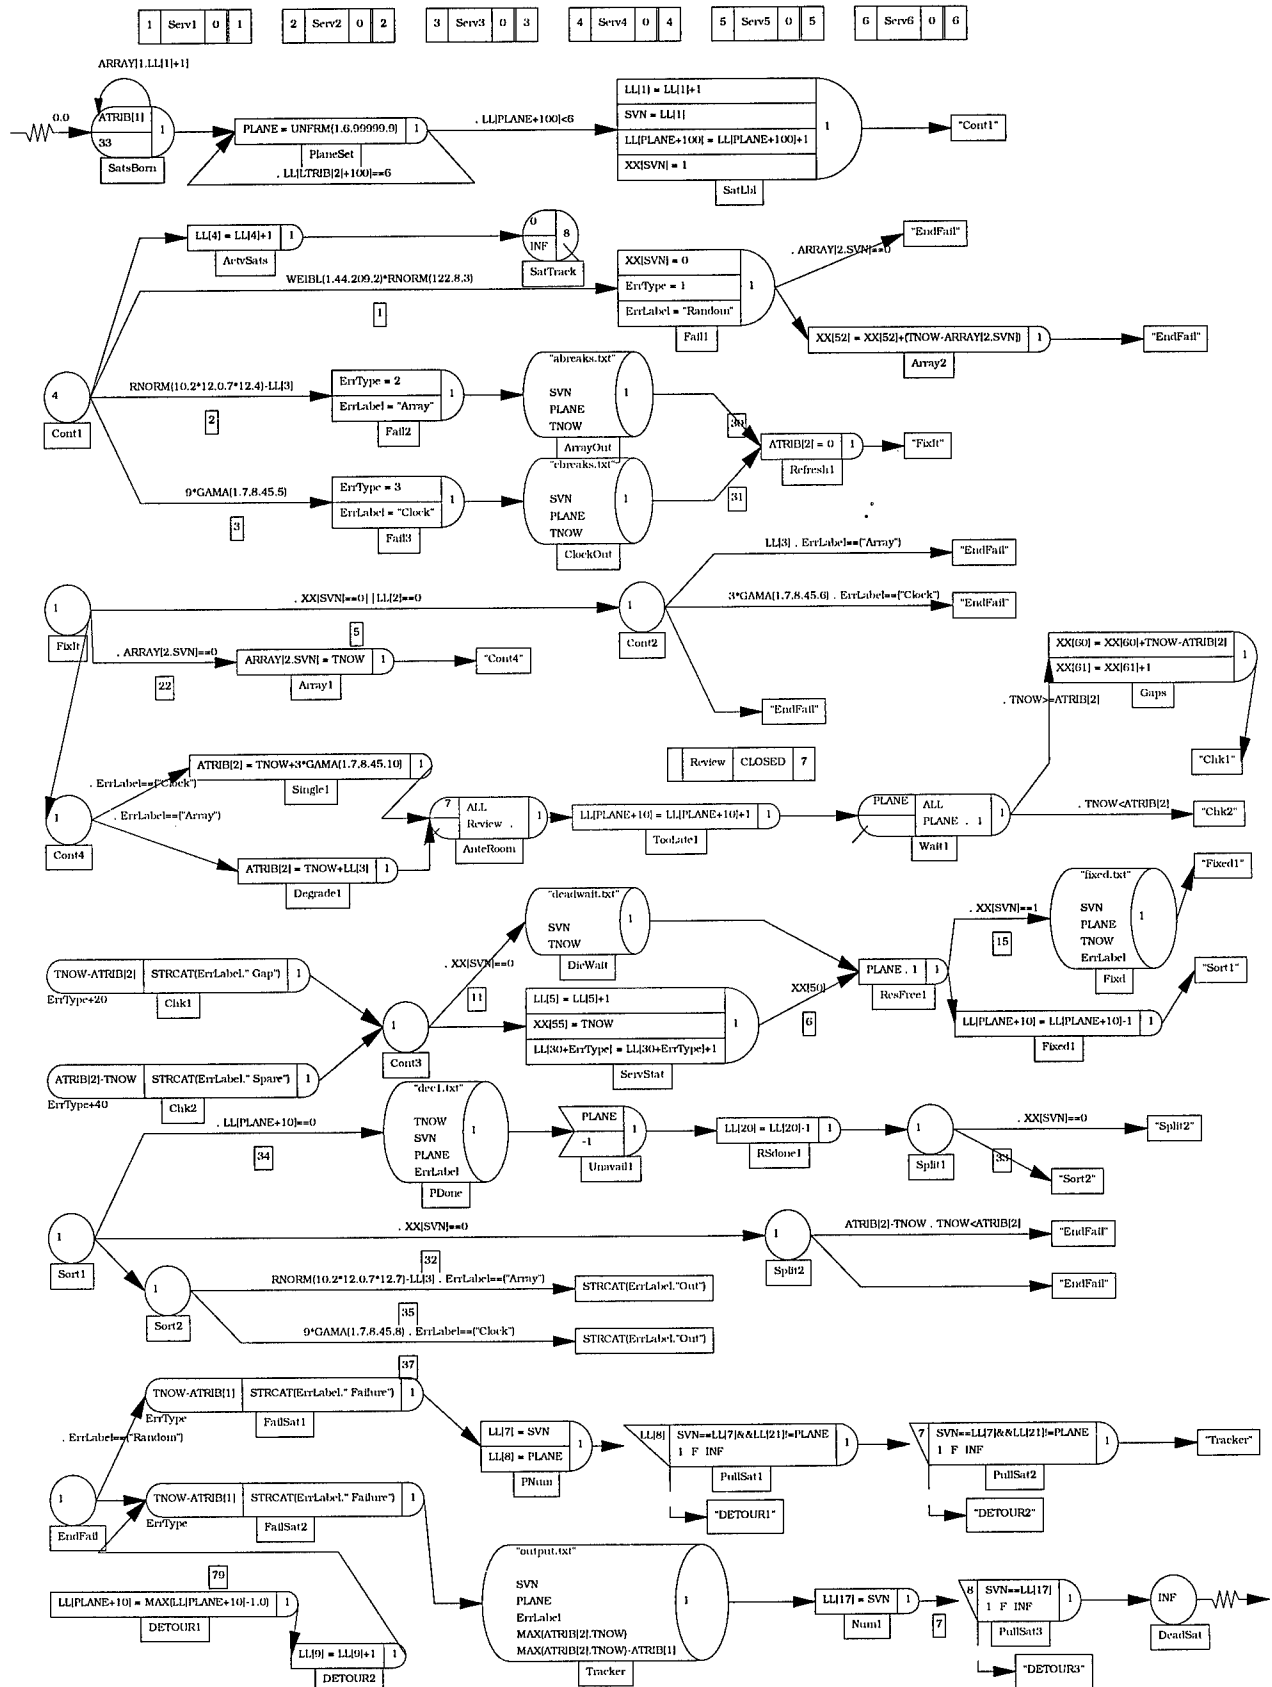 1 Serv1 0 1
2 Serv2 0 2
3 Serv3 0 3
4 Serv4 0 4
5 Serv5 0 5
6 Serv6 0 6
ARRAY[1,LL[1]+1]
0.0
ATRIB[1]
1
33
SatsBorn
PLANE = UNFRM(1.6,99999.9) 1
PlaneSet
, LL[LTRIB[2]+100]==6
, LL[PLANE+100]<6
LL[1] = LL[1]+1
SVN = LL[1]
LL[PLANE+100] = LL[PLANE+100]+1
XX[SVN] = 1
1
SatLbl
"Cont1"
LL[4] = LL[4]+1 1
ActvSats
0
INF
8
SatTrack
WEIBL(1.44,209.2)*RNORM(122.8,3)
1
XX[SVN] = 0
ErrType = 1
ErrLabel = "Random"
1
Fail1
, ARRAY[2,SVN]==0
"EndFail"
XX[52] = XX[52]+(TNOW-ARRAY[2,SVN]) 1
Array2
"EndFail"
4
Cont1
RNORM(10.2*12,0.7*12,4)-LL[3]
2
ErrType = 2
ErrLabel = "Array"
1
Fail2
"abreaks.txt"
SVN
PLANE
TNOW
1
ArrayOut
30
ATRIB[2] = 0 1
Refresh1
"FixIt"
9*GAMA(1.7,8.45,5)
3
ErrType = 3
ErrLabel = "Clock"
1
Fail3
"cbreaks.txt"
SVN
PLANE
TNOW
1
ClockOut
31
1
FixIt
, XX[SVN]==0||LL[2]==0
5
1
Cont2
LL[3] , ErrLabel==("Array")
"EndFail"
3*GAMA(1.7,8.45,6) , ErrLabel==("Clock")
"EndFail"
"EndFail"
, ARRAY[2,SVN]==0
22
ARRAY[2,SVN] = TNOW 1
Array1
"Cont4"
XX[60] = XX[60]+TNOW-ATRIB[2]
XX[61] = XX[61]+1
1
Gaps
, TNOW>=ATRIB[2]
"Chk1"
Review CLOSED 7
1
Cont4
, ErrLabel==("Clock")
ATRIB[2] = TNOW+3*GAMA(1.7,8.45,10) 1
Single1
, ErrLabel==("Array")
ATRIB[2] = TNOW+LL[3] 1
Degrade1
7
ALL
Review ,
1
AnteRoom
LL[PLANE+10] = LL[PLANE+10]+1 1
TooLate1
PLANE
ALL
PLANE , 1
1
Wait1
, TNOW<ATRIB[2]
"Chk2"
TNOW-ATRIB[2] STRCAT(ErrLabel," Gap") 1
ErrType+20
Chk1
ATRIB[2]-TNOW STRCAT(ErrLabel," Spare") 1
ErrType+40
Chk2
1
Cont3
, XX[SVN]==0
11
"deadwait.txt"
SVN
TNOW
1
DieWait
LL[5] = LL[5]+1
XX[55] = TNOW
LL[30+ErrType] = LL[30+ErrType]+1
1
ServStat
XX[50]
6
PLANE , 1 1
ResFree1
, XX[SVN]==1
15
"fixed.txt"
SVN
PLANE
TNOW
ErrLabel
1
Fixd
"Fixed1"
LL[PLANE+10] = LL[PLANE+10]-1 1
Fixed1
"Sort1"
1
Sort1
, LL[PLANE+10]==0
34
"dec1.txt"
TNOW
SVN
PLANE
ErrLabel
1
PDone
PLANE
-1
1
Unavail1
LL[20] = LL[20]-1 1
RSdone1
1
Split1
, XX[SVN]==0
"Split2"
33
"Sort2"
, XX[SVN]==0
32
1
Split2
ATRIB[2]-TNOW , TNOW<ATRIB[2]
"EndFail"
"EndFail"
1
Sort2
RNORM(10.2*12,0.7*12,7)-LL[3] , ErrLabel==("Array")
35
STRCAT(ErrLabel,"Out")
9*GAMA(1.7,8.45,8) , ErrLabel==("Clock")
37
STRCAT(ErrLabel,"Out")
1
EndFail
, ErrLabel==("Random")
TNOW-ATRIB[1] STRCAT(ErrLabel," Failure") 1
ErrType
FailSat1
TNOW-ATRIB[1] STRCAT(ErrLabel," Failure") 1
ErrType
FailSat2
79
LL[7] = SVN
LL[8] = PLANE
1
PNum
LL[8]
SVN==LL[7]&&LL[21]!=PLANE
1 F INF
1
PullSat1
"DETOUR1"
7
SVN==LL[7]&&LL[21]!=PLANE
1 F INF
1
PullSat2
"DETOUR2"
"Tracker"
LL[PLANE+10] = MAX(LL[PLANE+10]-1,0) 1
DETOUR1
LL[9] = LL[9]+1 1
DETOUR2
"output.txt"
SVN
PLANE
ErrLabel
MAX(ATRIB[2],TNOW)
MAX(ATRIB[2],TNOW)-ATRIB[1]
1
Tracker
LL[17] = SVN 1
Num1
7
8
SVN==LL[17]
1 F INF
1
PullSat3
"DETOUR3"
INF
DeadSat